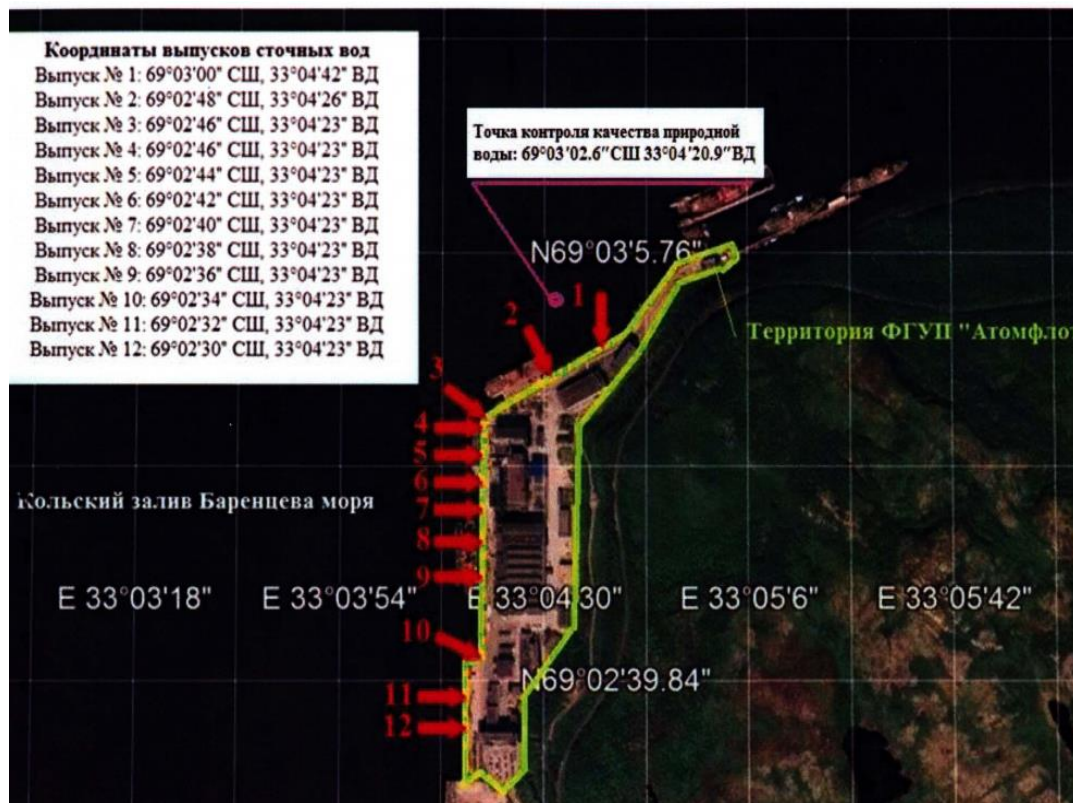 Координаты выпусков сточных вод
Выпуск № 1: 69°03'00" СШ, 33°04'42" ВД
Выпуск № 2: 69°02'48" СШ, 33°04'26" ВД
Выпуск № 3: 69°02'46" СШ, 33°04'23" ВД
Выпуск № 4: 69°02'46" СШ, 33°04'23" ВД
Выпуск № 5: 69°02'44" СШ, 33°04'23" ВД
Выпуск № 6: 69°02'42" СШ, 33°04'23" ВД
Выпуск № 7: 69°02'40" СШ, 33°04'23" ВД
Выпуск № 8: 69°02'38" СШ, 33°04'23" ВД
Выпуск № 9: 69°02'36" СШ, 33°04'23" ВД
Выпуск № 10: 69°02'34" СШ, 33°04'23" ВД
Выпуск № 11: 69°02'32" СШ, 33°04'23" ВД
Выпуск № 12: 69°02'30" СШ, 33°04'23" ВД
Точка контроля качества природной
воды: 69°03'02.6"СШ 33°04'20.9"ВД
N69°03'5.76"
1
2
Территория ФГУП "Атомфлот
3
4
5
6
Кольский залив Баренцева моря
7
8
9
E 33°03'18" E 33°03'54" E 33°04'30" E 33°05'6" E 33°05'42"
10
N69°02'39.84"
11
12